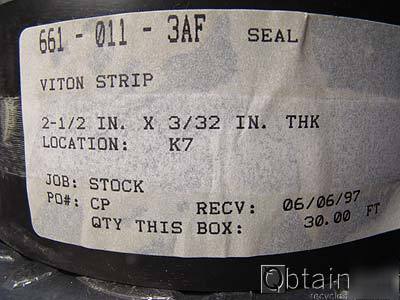 661 - 011 - 3AF SEAL
VITON STRIP
2-1/2 IN. X 3/32 IN. THK
LOCATION: K7
JOB: STOCK
PO#: CP RECV: 06/06/97
QTY THIS BOX: 30.00 FT
Obtain
recycled